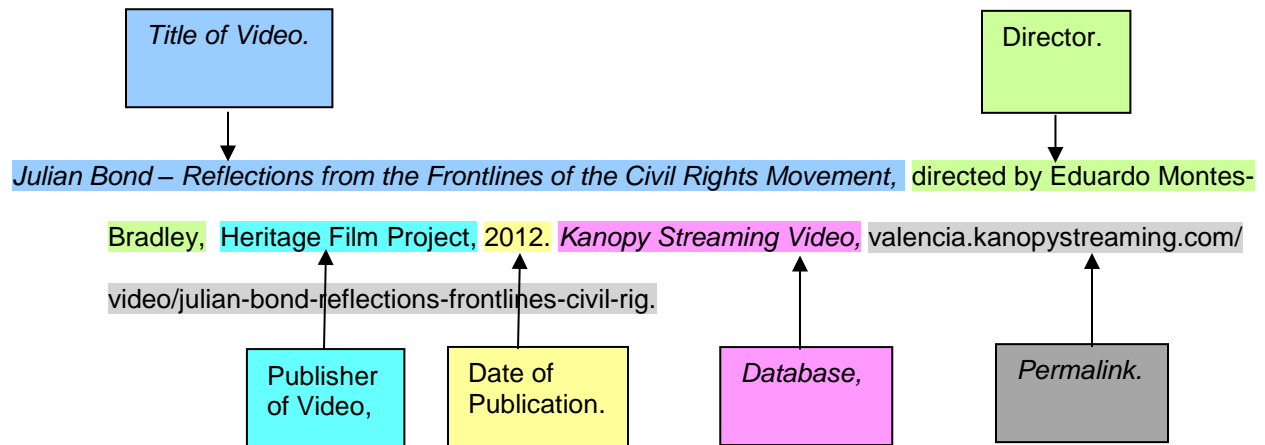 Title of Video.
Director.
Julian Bond – Reflections from the Frontlines of the Civil Rights Movement, directed by Eduardo Montes-
Bradley, Heritage Film Project, 2012. Kanopy Streaming Video, valencia.kanopystreaming.com/
video/julian-bond-reflections-frontlines-civil-rig.
Publisher
of Video,
Date of
Publication.
Database,
Permalink.